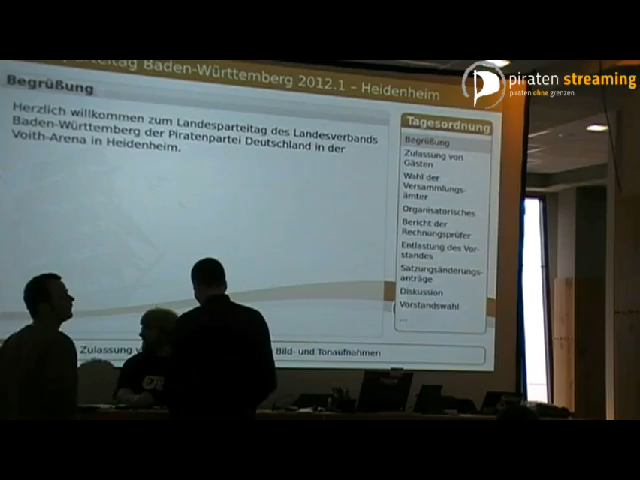 piraten streaming
piraten ohne grenzen
Baden-Württemberg 2012.1 - Heidenheim
Begrüßung
Herzlich willkommen zum Landesparteitag des Landesverbands
Baden-Württemberg der Piratenpartei Deutschland in der
Voith-Arena in Heidenheim.
Tagesordnung
Begrüßung
Zulassung von
Gästen
Wahl der
Versammlungs-
ämter
Organisatorisches
Bericht der
Rechnungsprüfer
Entlastung des Vor-
standes
Satzungsänderungs-
anträge
Diskussion
Vorstandswahl
...
Zulassung
Bild- und Tonaufnahmen